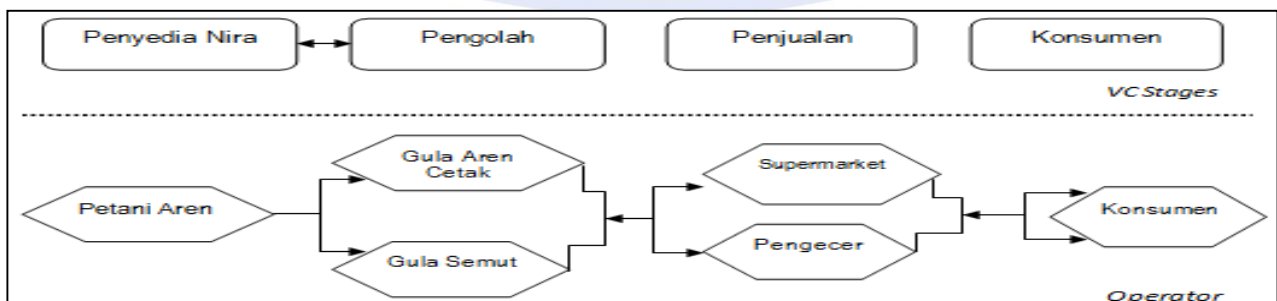 Penyedia Nira
Pengolah
Penjualan
Konsumen
VC Stages
Gula Aren
Cetak
Supermarket
Petani Aren
Konsumen
Pengecer
Gula Semut
Operator